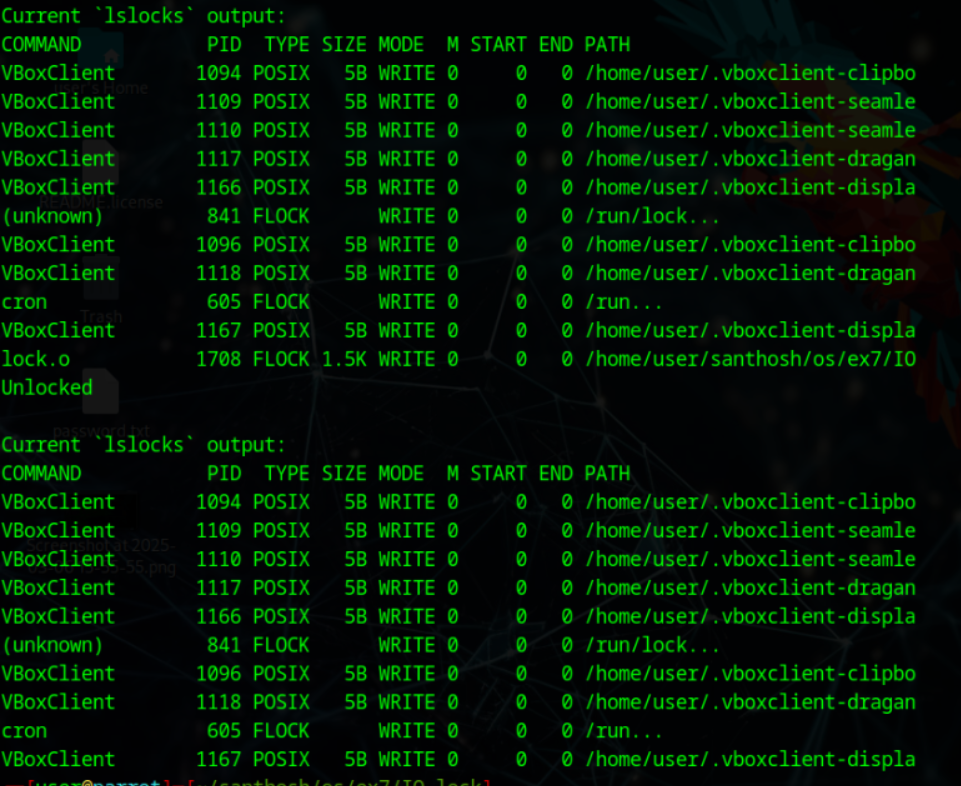 Current `lslocks` output:
COMMAND PID TYPE SIZE MODE M START END PATH
VBoxClient 1094 POSIX 5B WRITE 0 0 0 /home/user/.vboxclient-clipbo
VBoxClient 1109 POSIX 5B WRITE 0 0 0 /home/user/.vboxclient-seamle
VBoxClient 1110 POSIX 5B WRITE 0 0 0 /home/user/.vboxclient-seamle
VBoxClient 1117 POSIX 5B WRITE 0 0 0 /home/user/.vboxclient-dragan
VBoxClient 1166 POSIX 5B WRITE 0 0 0 /home/user/.vboxclient-displa
(unknown) 841 FLOCK WRITE 0 0 0 /run/lock...
VBoxClient 1096 POSIX 5B WRITE 0 0 0 /home/user/.vboxclient-clipbo
VBoxClient 1118 POSIX 5B WRITE 0 0 0 /home/user/.vboxclient-dragan
cron 605 FLOCK WRITE 0 0 0 /run...
VBoxClient 1167 POSIX 5B WRITE 0 0 0 /home/user/.vboxclient-displa
lock.o 1708 FLOCK 1.5K WRITE 0 0 0 /home/user/santhosh/os/ex7/IO
Unlocked
Current `lslocks` output:
COMMAND PID TYPE SIZE MODE M START END PATH
VBoxClient 1094 POSIX 5B WRITE 0 0 0 /home/user/.vboxclient-clipbo
VBoxClient 1109 POSIX 5B WRITE 0 0 0 /home/user/.vboxclient-seamle
VBoxClient 1110 POSIX 5B WRITE 0 0 0 /home/user/.vboxclient-seamle
VBoxClient 1117 POSIX 5B WRITE 0 0 0 /home/user/.vboxclient-dragan
VBoxClient 1166 POSIX 5B WRITE 0 0 0 /home/user/.vboxclient-displa
(unknown) 841 FLOCK WRITE 0 0 0 /run/lock...
VBoxClient 1096 POSIX 5B WRITE 0 0 0 /home/user/.vboxclient-clipbo
VBoxClient 1118 POSIX 5B WRITE 0 0 0 /home/user/.vboxclient-dragan
cron 605 FLOCK WRITE 0 0 0 /run...
VBoxClient 1167 POSIX 5B WRITE 0 0 0 /home/user/.vboxclient-displa
Home
README.license
Trash
password.txt